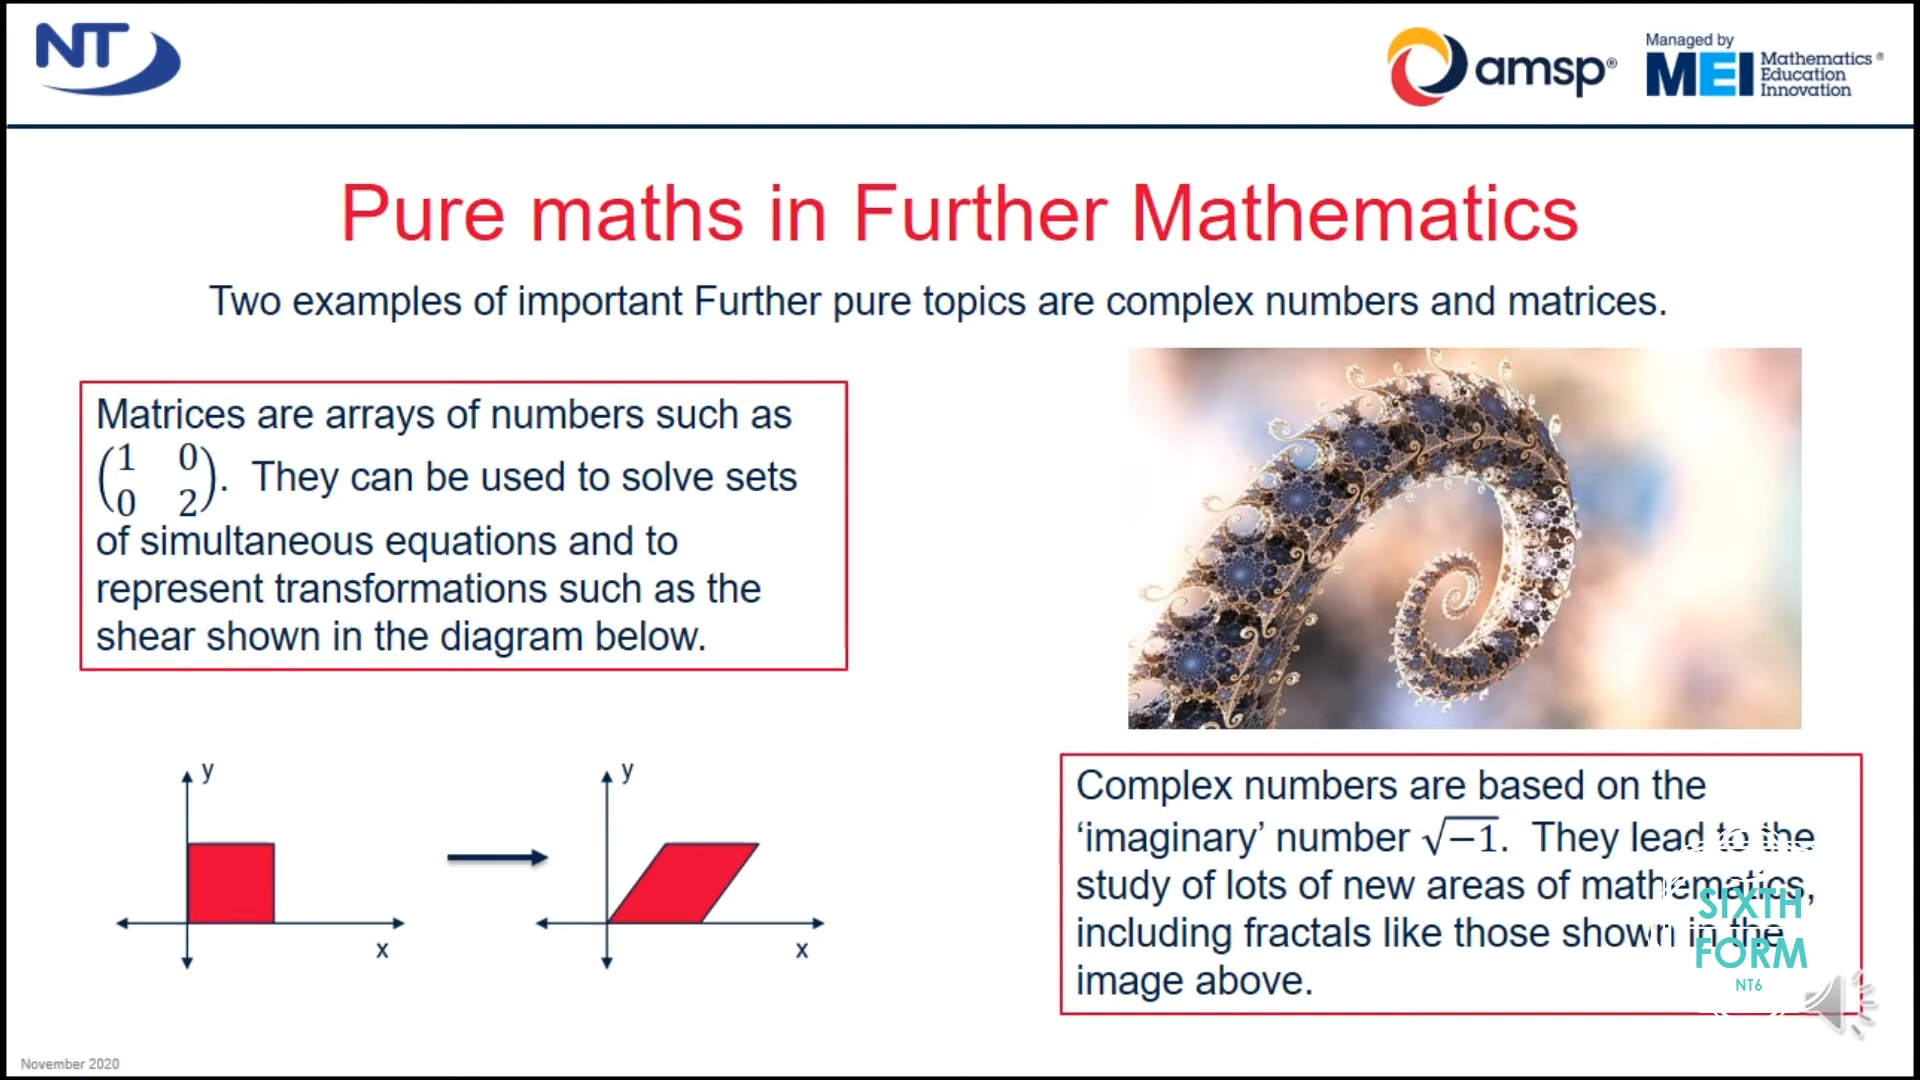 NT
amsp®
Managed by
MEI Mathematics ®
Education
Innovation
Pure maths in Further Mathematics
Two examples of important Further pure topics are complex numbers and matrices.
Matrices are arrays of numbers such as
(1 0
0 2). They can be used to solve sets
of simultaneous equations and to
represent transformations such as the
shear shown in the diagram below.
y
x
y
x
Complex numbers are based on the
‘imaginary’ number √−1. They lead to the
study of lots of new areas of mathematics,
including fractals like those shown in the
image above.
SIXTH
FORM
NT6
November 2020